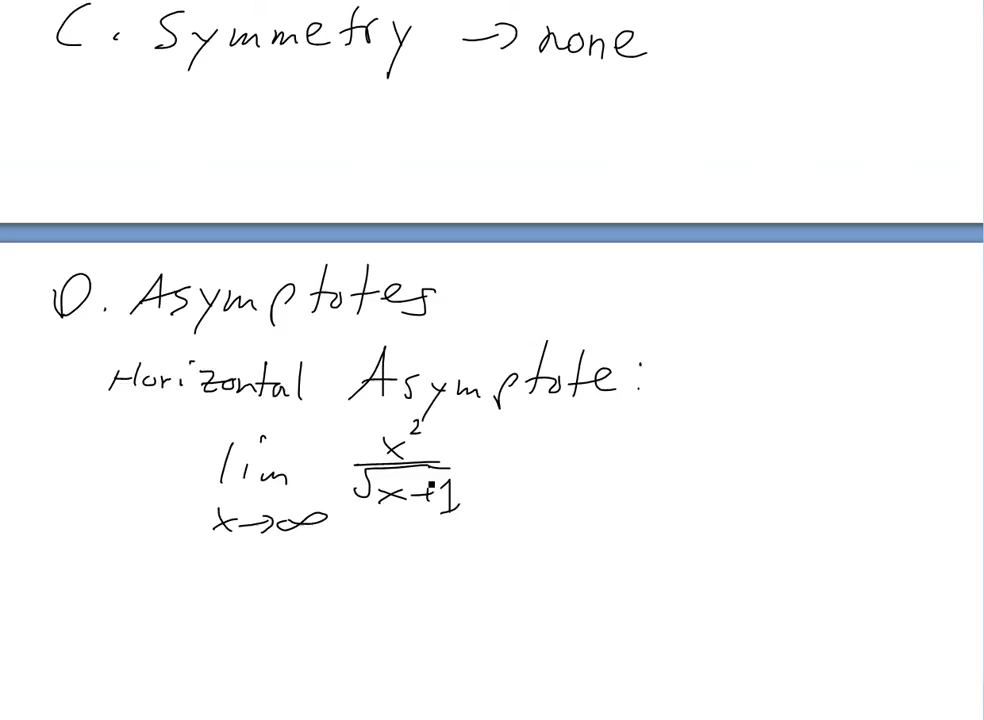 C. Symmetry → none
D. Asymptotes
Horizontal Asymptote:
lim x→∞ x²/√x+1